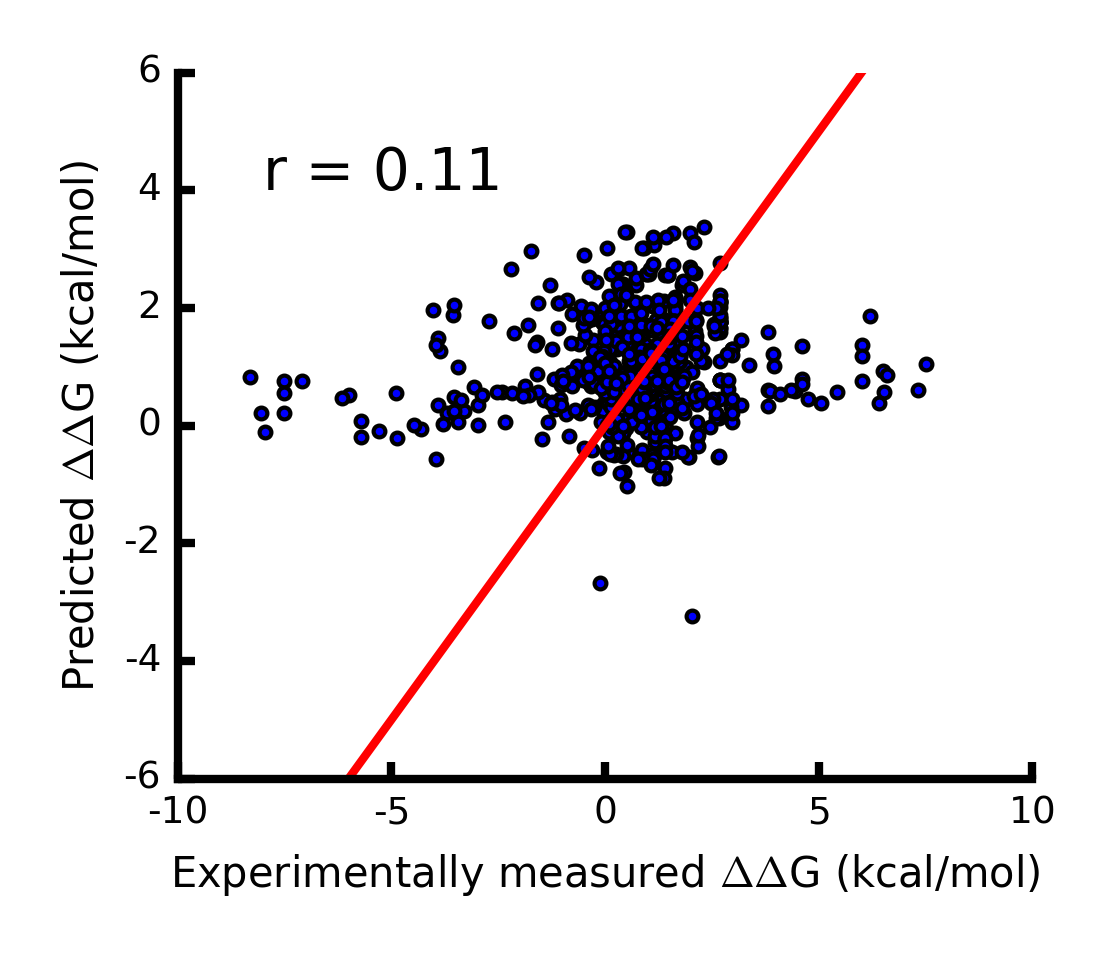 6
r = 0.11
4
2
0
-2
-4
-6
Predicted ΔΔG (kcal/mol)
-10 -5 0 5 10
Experimentally measured ΔΔG (kcal/mol)